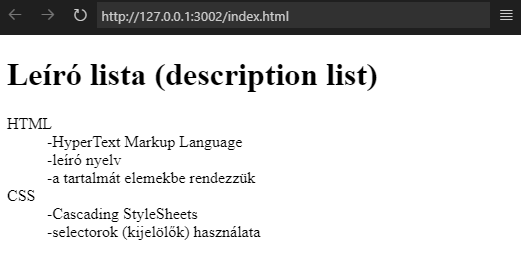 http://127.0.0.1:3002/index.html
Leíró lista (description list)
HTML
-HyperText Markup Language
-leíró nyelv
-a tartalmát elemekbe rendezzük
CSS
-Cascading StyleSheets
-selectorok (kijelölők) használata